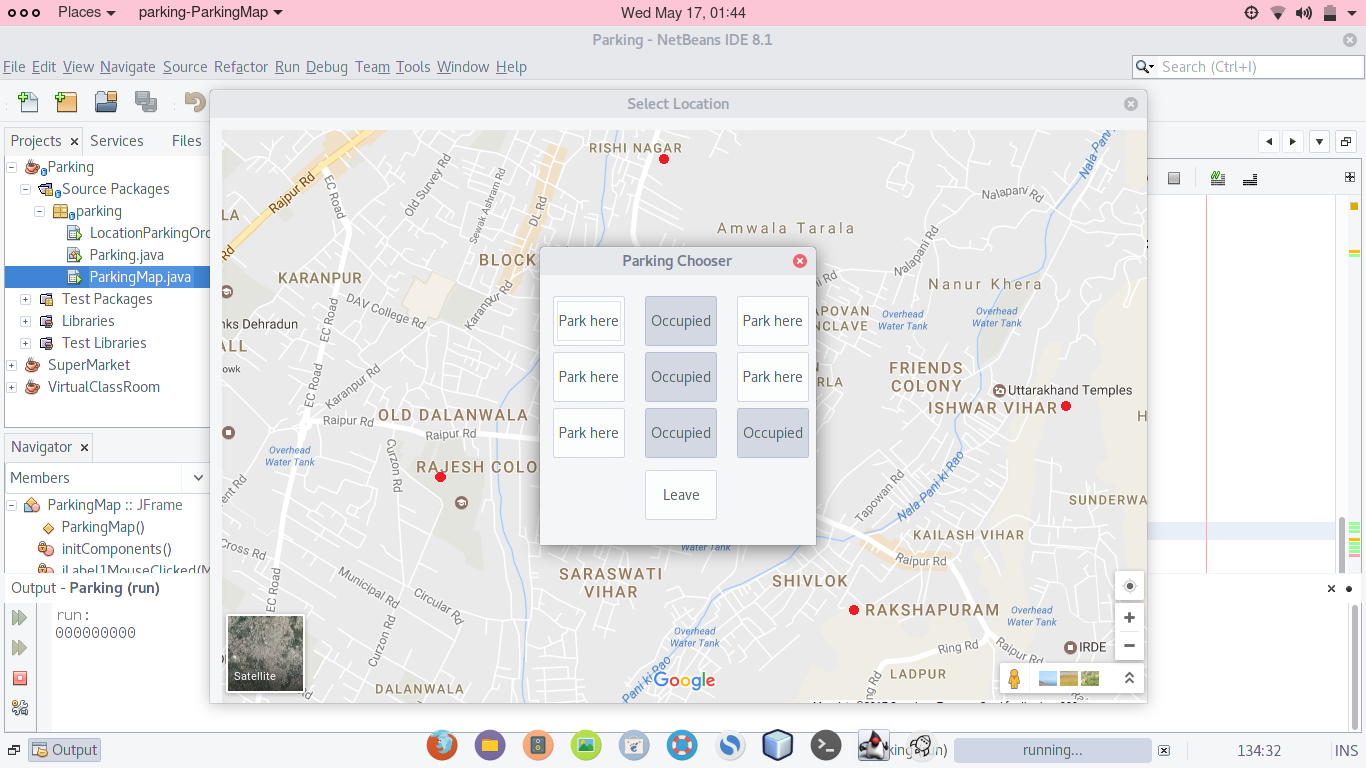 Places
parking-ParkingMap
Wed May 17, 01:44
Parking - NetBeans IDE 8.1
File Edit View Navigate Source Refactor Run Debug Team Tools Window Help
Search (Ctrl+I)
Select Location
Projects
Services
Files
Parking
Source Packages
parking
LocationParkingOrd
Parking.java
ParkingMap.java
Test Packages
Libraries
Test Libraries
SuperMarket
VirtualClassRoom
Navigator
Members
ParkingMap :: JFrame
ParkingMap()
initComponents()
jLabel1MouseClicked(M
Output - Parking (run)
run:
000000000
RISHI NAGAR
Rajpur Rd
EC Road
Old Survey Rd
Sewak Ashram Rd
DL Rd
Nala Pani
Nalapani Rd
Amwala Tarala
Nalapani Rd
BLOCK
KARANPUR
DAV College Rd
Karanpur Rd
Nanur Khera
Overhead
Water Tank
Overhead
Water Tank
APOVAN
NCLAVE
nks Dehradun
ALL
owk
EC Road
Karanpur Rd
RLA
FRIENDS
COLONY
Uttarakhand Temples
ISHWAR VIHAR
OLD DALANWALA
Raipur Rd
Raipur Rd
Overhead
Water Tank
Curzon Rd
RAJESH COLO
Nala Pani ki Rao
Tapowan Rd
SUNDERWA
ent Rd
Cross Rd
KAILASH VIHAR
Raipur Rd
Water Tank
SARASWATI
VIHAR
SHIVLOK
Municipal Rd
Circular Rd
EC Road
Curzon Rd
RAKSHAPURAM
Overhead
Water Tank
Overhead
Water Tank
Ring Rd
Raipur Rd
IRDE
LADPUR
DALANWALA
Pani ki Rao
Google
Satellite
Parking Chooser
Park here Occupied Park here
Park here Occupied Park here
Park here Occupied Occupied
Leave
Output
running...
134:32
INS